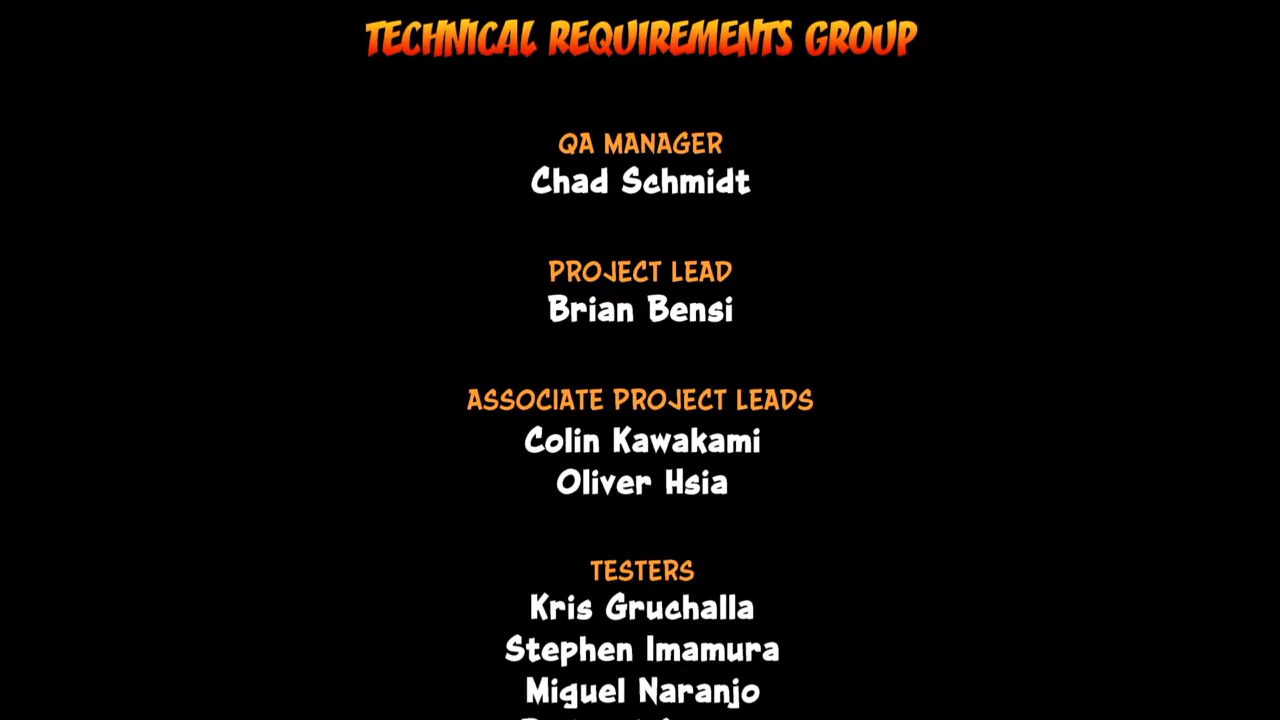 TECHNICAL REQUIREMENTS GROUP
QA MANAGER
Chad Schmidt
PROJECT LEAD
Brian Bensi
ASSOCIATE PROJECT LEADS
Colin Kawakami
Oliver Hsia
TESTERS
Kris Gruchalla
Stephen Imamura
Miguel Naranjo